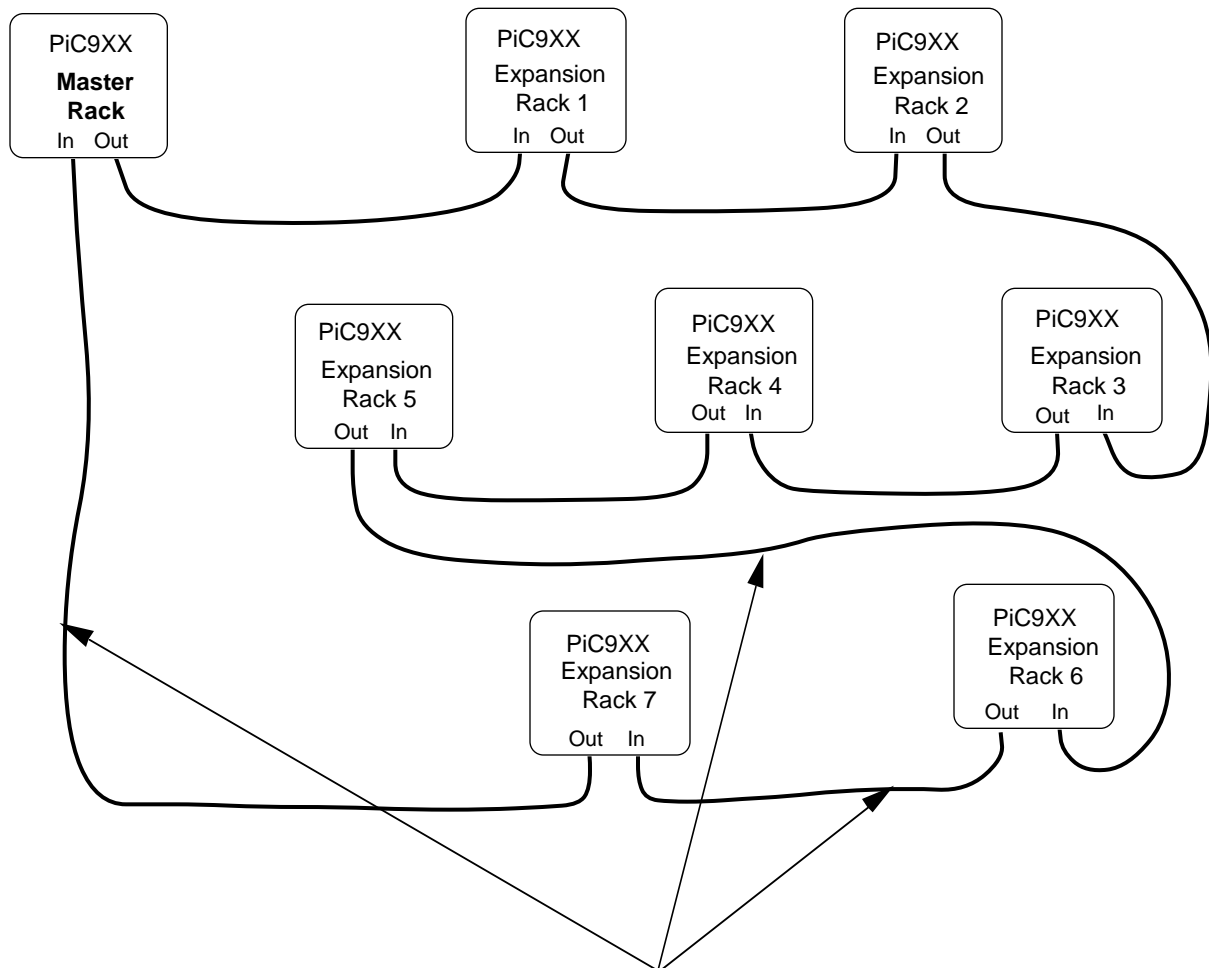 PiC9XX
Master
Rack
In Out
PiC9XX
Expansion
Rack 1
In Out
PiC9XX
Expansion
Rack 2
In Out
PiC9XX
Expansion
Rack 5
Out In
PiC9XX
Expansion
Rack 4
Out In
PiC9XX
Expansion
Rack 3
Out In
PiC9XX
Expansion
Rack 7
Out In
PiC9XX
Expansion
Rack 6
Out In